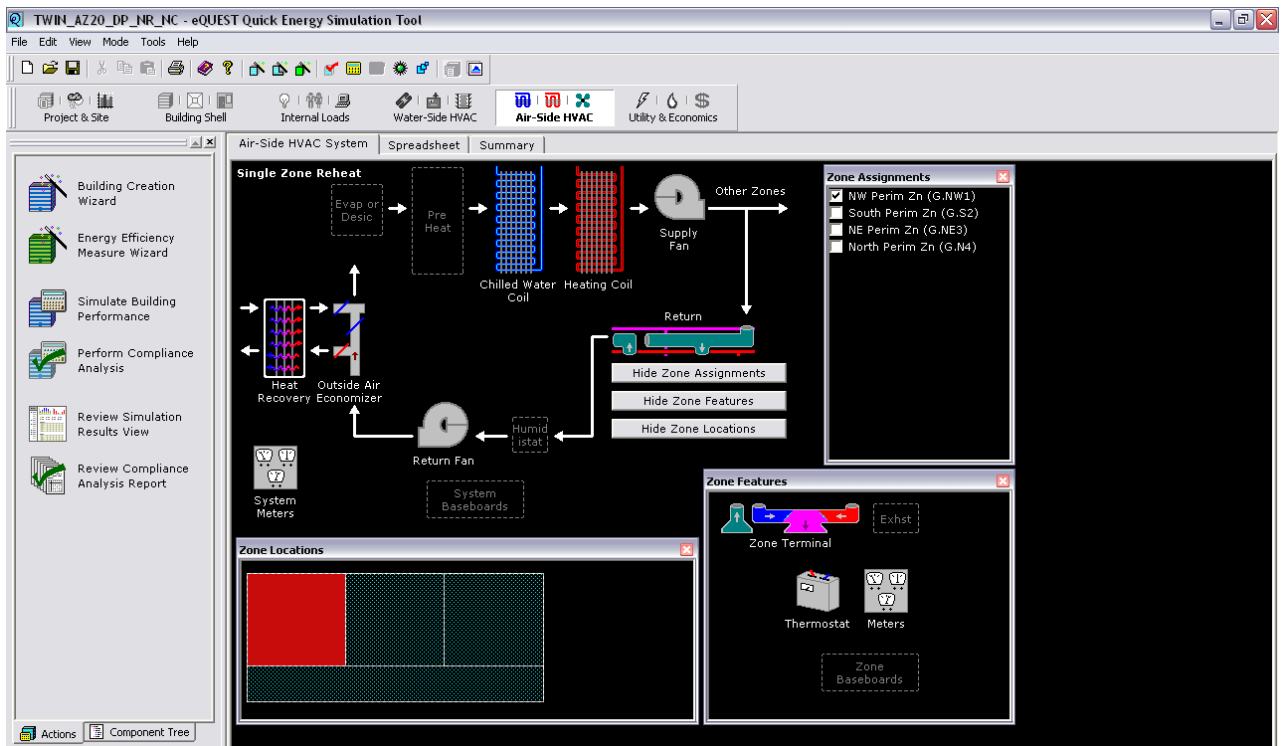 TWIN_AZ20_DP_NR_NC - eQUEST Quick Energy Simulation Tool
File Edit View Mode Tools Help
Project & Site
Building Shell
Internal Loads
Water-Side HVAC
Air-Side HVAC
Utility & Economics
Building Creation
Wizard
Energy Efficiency
Measure Wizard
Simulate Building
Performance
Perform Compliance
Analysis
Review Simulation
Results View
Review Compliance
Analysis Report
Actions
Component Tree
Air-Side HVAC System
Spreadsheet
Summary
Single Zone Reheat
Evap or
Desic
Pre
Heat
Chilled Water
Coil
Heating Coil
Supply
Fan
Other Zones
Return
Heat
Recovery
Outside Air
Economizer
Hide Zone Assignments
Hide Zone Features
Hide Zone Locations
Humid
istat
Return Fan
System
Meters
System
Baseboards
Zone Assignments
NW Perim Zn (G.NW1)
South Perim Zn (G.S2)
NE Perim Zn (G.NE3)
North Perim Zn (G.N4)
Zone Features
Exhst
Zone Terminal
Thermostat
Meters
Zone
Baseboards
Zone Locations